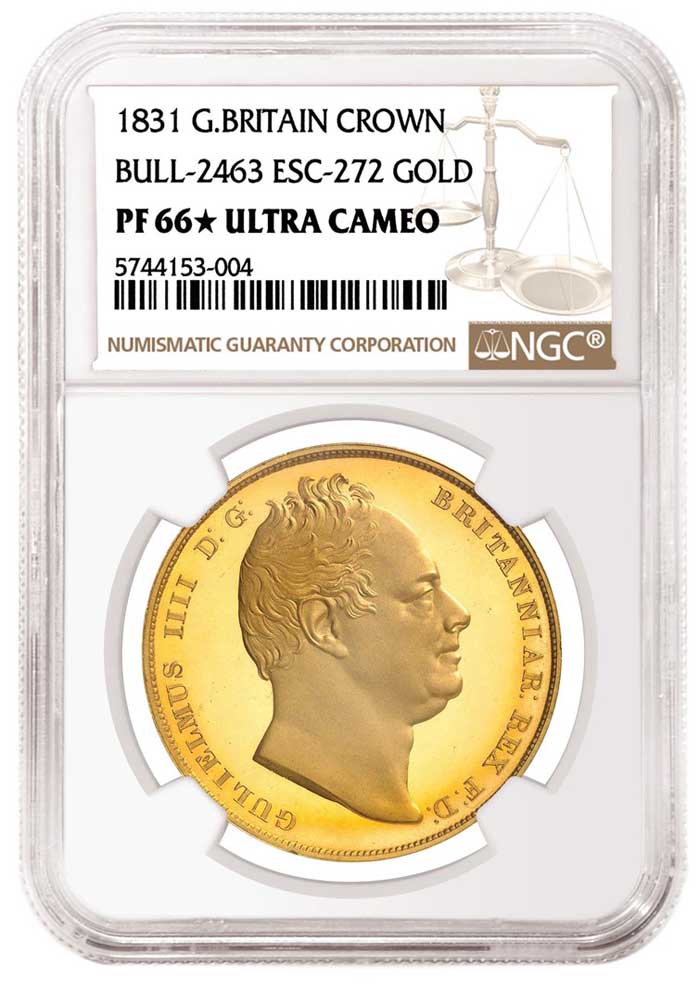 1831 G.BRITAIN CROWN
BULL-2463 ESC-272 GOLD
PF 66★ ULTRA CAMEO
5744153-004
NUMISMATIC GUARANTY CORPORATION
NGC®
GULIELMUS IIII D: G: BRITANNIAR: REX F: D: